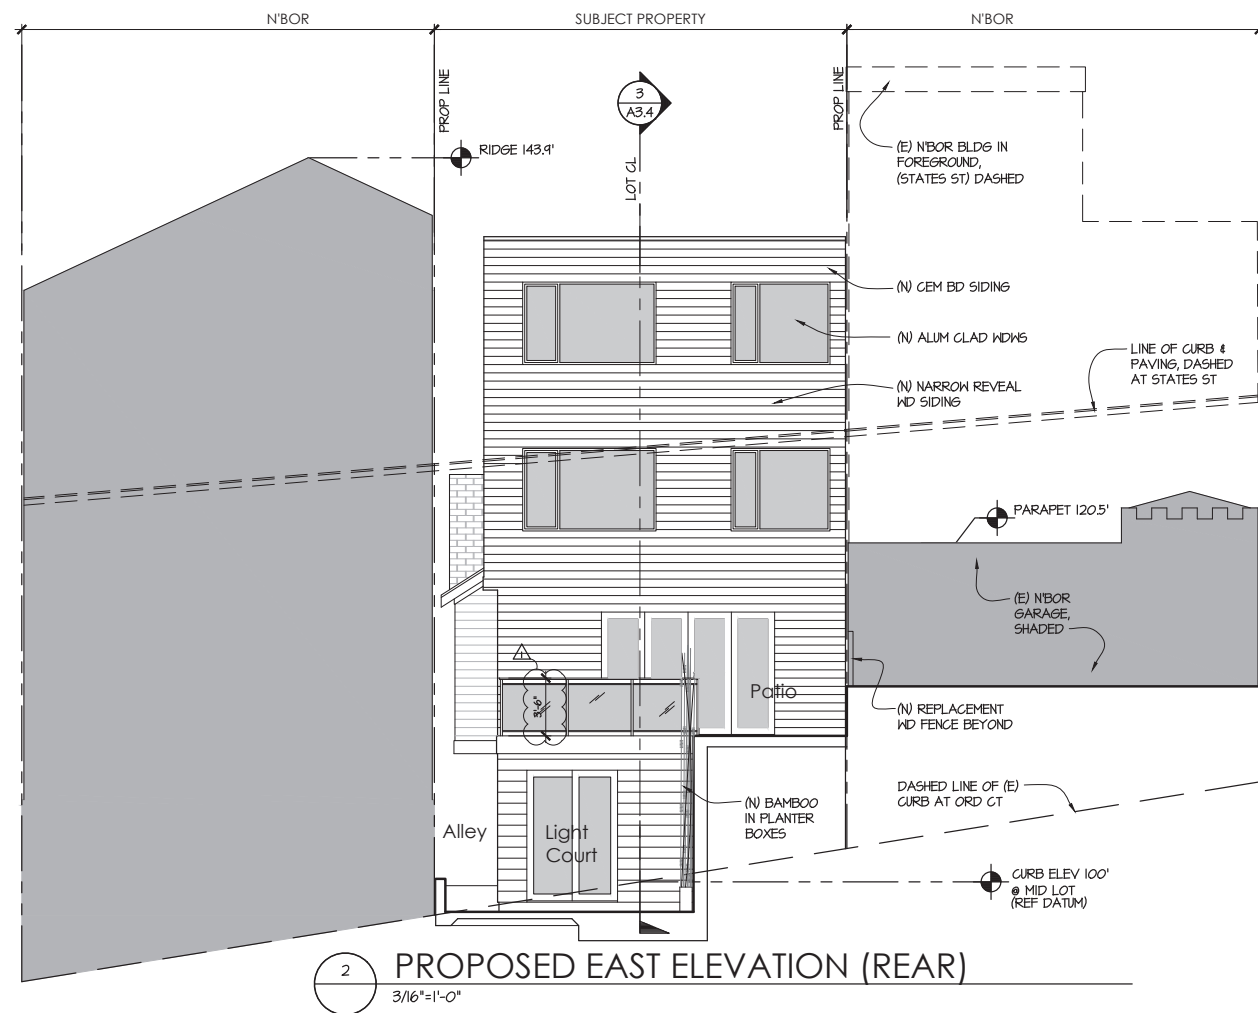 N'BOR
SUBJECT PROPERTY
N'BOR
PROP LINE
3
A3.4
PROP LINE
RIDGE 143.9'
LOT CL
(E) N'BOR BLDG IN
FOREGROUND,
(STATES ST) DASHED
(N) CEM BD SIDING
(N) ALUM CLAD WDWS
LINE OF CURB &
PAVING, DASHED
AT STATES ST
(N) NARROW REVEAL
WD SIDING
PARAPET 120.5'
(E) N'BOR
GARAGE,
SHADED
1
3'-6"
Patio
(N) REPLACEMENT
WD FENCE BEYOND
DASHED LINE OF (E)
CURB AT ORD CT
(N) BAMBOO
IN PLANTER
BOXES
Alley
Light
Court
CURB ELEV 100'
@ MID LOT
(REF DATUM)
2
PROPOSED EAST ELEVATION (REAR)
3/16"=1'-0"